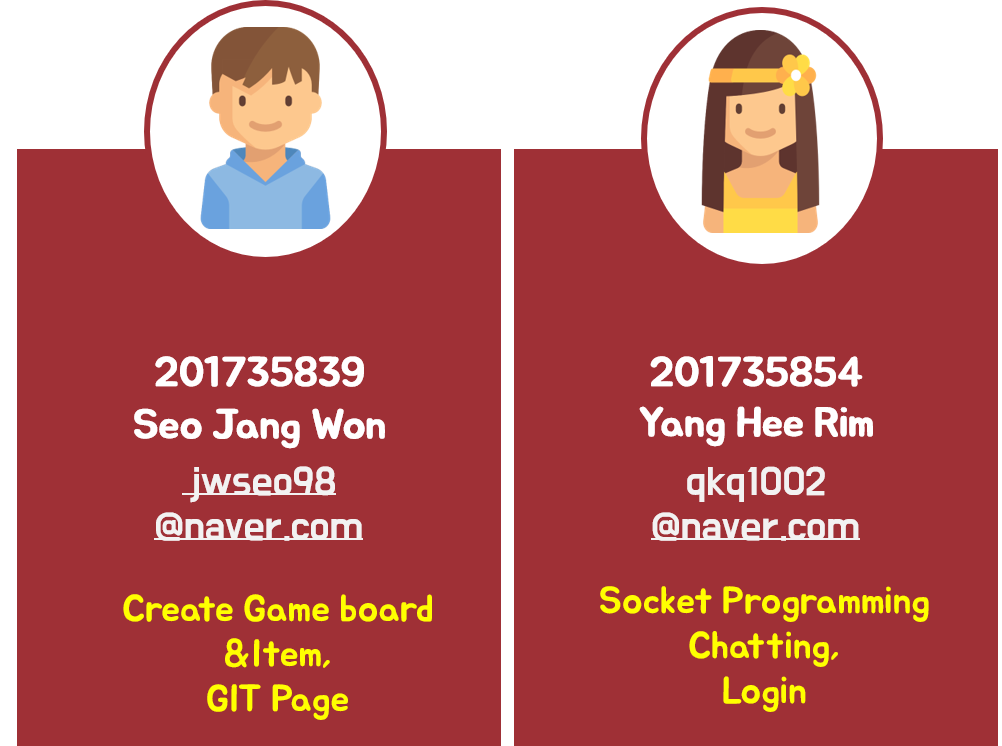 201735839
Seo Jang Won
jwseo98
@naver.com
Create Game board
&Item,
GIT Page
201735854
Yang Hee Rim
qkq1002
@naver.com
Socket Programming
Chatting,
Login